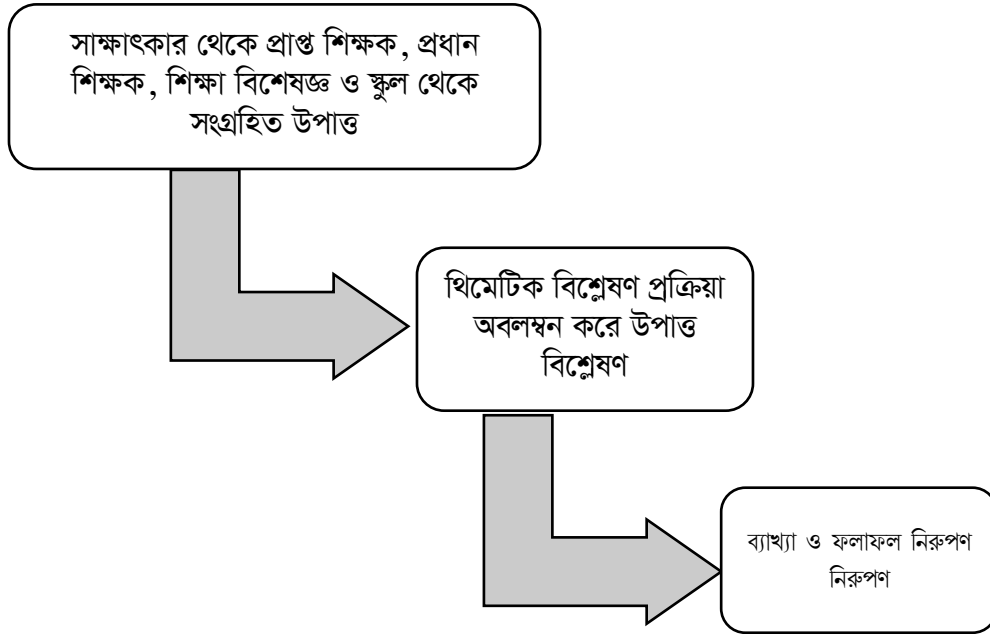 সাক্ষাৎকার থেকে প্রাপ্ত শিক্ষক, প্রধান
শিক্ষক, শিক্ষা বিশেষজ্ঞ ও স্কুল থেকে
সংগ্রহিত উপাত্ত
থিমেটিক বিশ্লেষণ প্রক্রিয়া
অবলম্বন করে উপাত্ত
বিশ্লেষণ
ব্যাখ্যা ও ফলাফল নিরুপণ
নিরুপণ